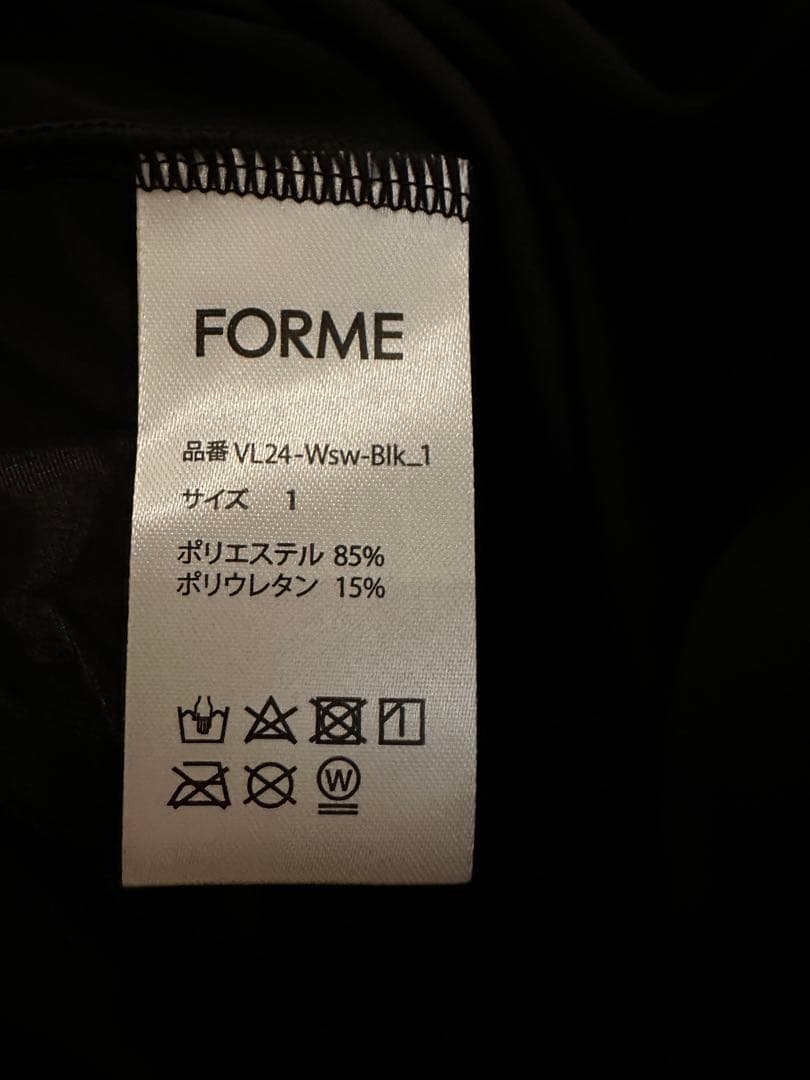 FORME
品番 VL24-Wsw-Blk_1
サイズ 1
ポリエステル 85%
ポリウレタン 15%
W